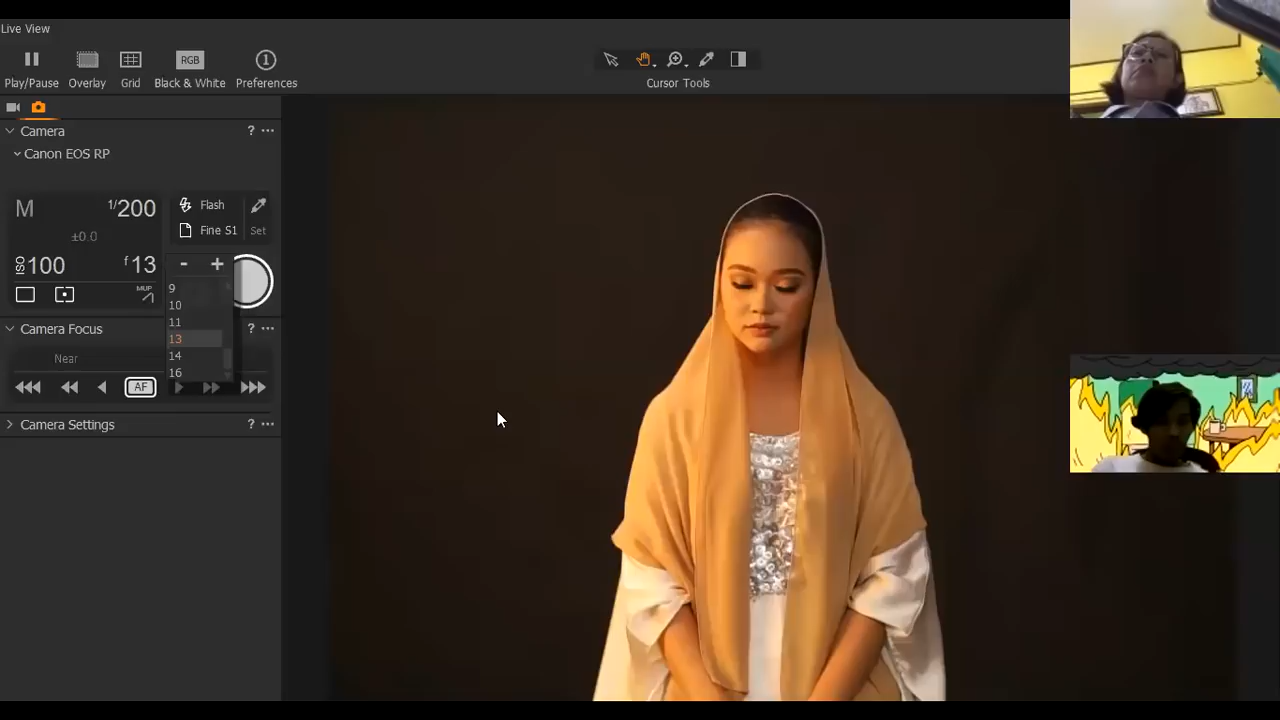 Live View
Play/Pause Overlay Grid RGB Black & White Preferences
Cursor Tools
Camera ? ...
Canon EOS RP
M 1/200 Flash
±0.0 Fine S1 Set
ISO 100 f 13 - +
MUP
9
10
11
13
14
16
Camera Focus ? ...
Near
AF
Camera Settings ? ...